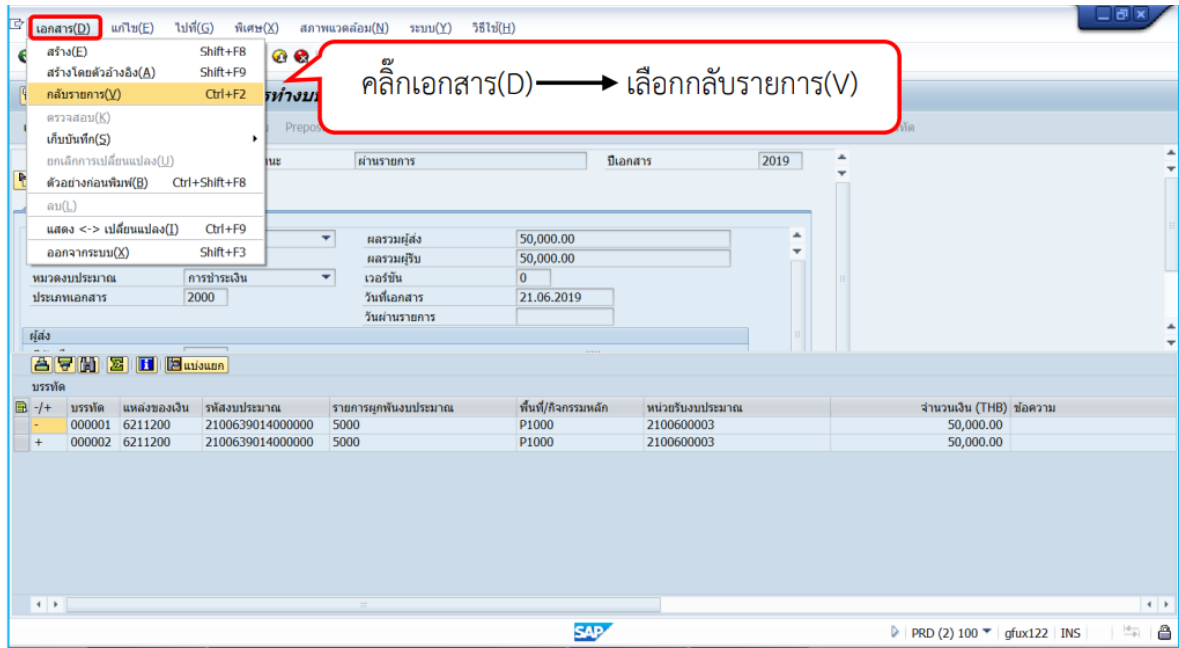 เอกสาร(D) แก้ไข(E) ไปที่(G) พิเศษ(X) สภาพแวดล้อม(N) ระบบ(Y) วิธีใช้(H)
สร้าง(E) Shift+F8
สร้างโดยตัวอ้างอิง(A) Shift+F9
กลับรายการ(V) Ctrl+F2
คลิ๊กเอกสาร(D) เลือกกลับรายการ(V)
ตรวจสอบ(K)
เก็บบันทึก(S)
ยกเลิกการเปลี่ยนแปลง(U)
ตัวอย่างก่อนพิมพ์(B) Ctrl+Shift+F8
ลบ(L)
แสดง <-> เปลี่ยนแปลง(I) Ctrl+F9
ออกจากระบบ(X) Shift+F3
ผ่านรายการ ปีเอกสาร 2019
ผลรวมผู้ส่ง 50,000.00
ผลรวมผู้รับ 50,000.00
หมวดงบประมาณ การชำระเงิน เวอร์ชัน 0
ประเภทเอกสาร 2000 วันที่เอกสาร 21.06.2019
วันผ่านรายการ
ผู้ส่ง
แบ่งแยก
บรรทัด
-/+ บรรทัด แหล่งของเงิน รหัสงบประมาณ รายการผูกพันงบประมาณ พื้นที่/กิจกรรมหลัก หน่วยรับงบประมาณ จำนวนเงิน (THB) ข้อความ
- 000001 6211200 2100639014000000 5000 P1000 2100600003 50,000.00
+ 000002 6211200 2100639014000000 5000 P1000 2100600003 50,000.00
SAP PRD (2) 100 gfux122 INS